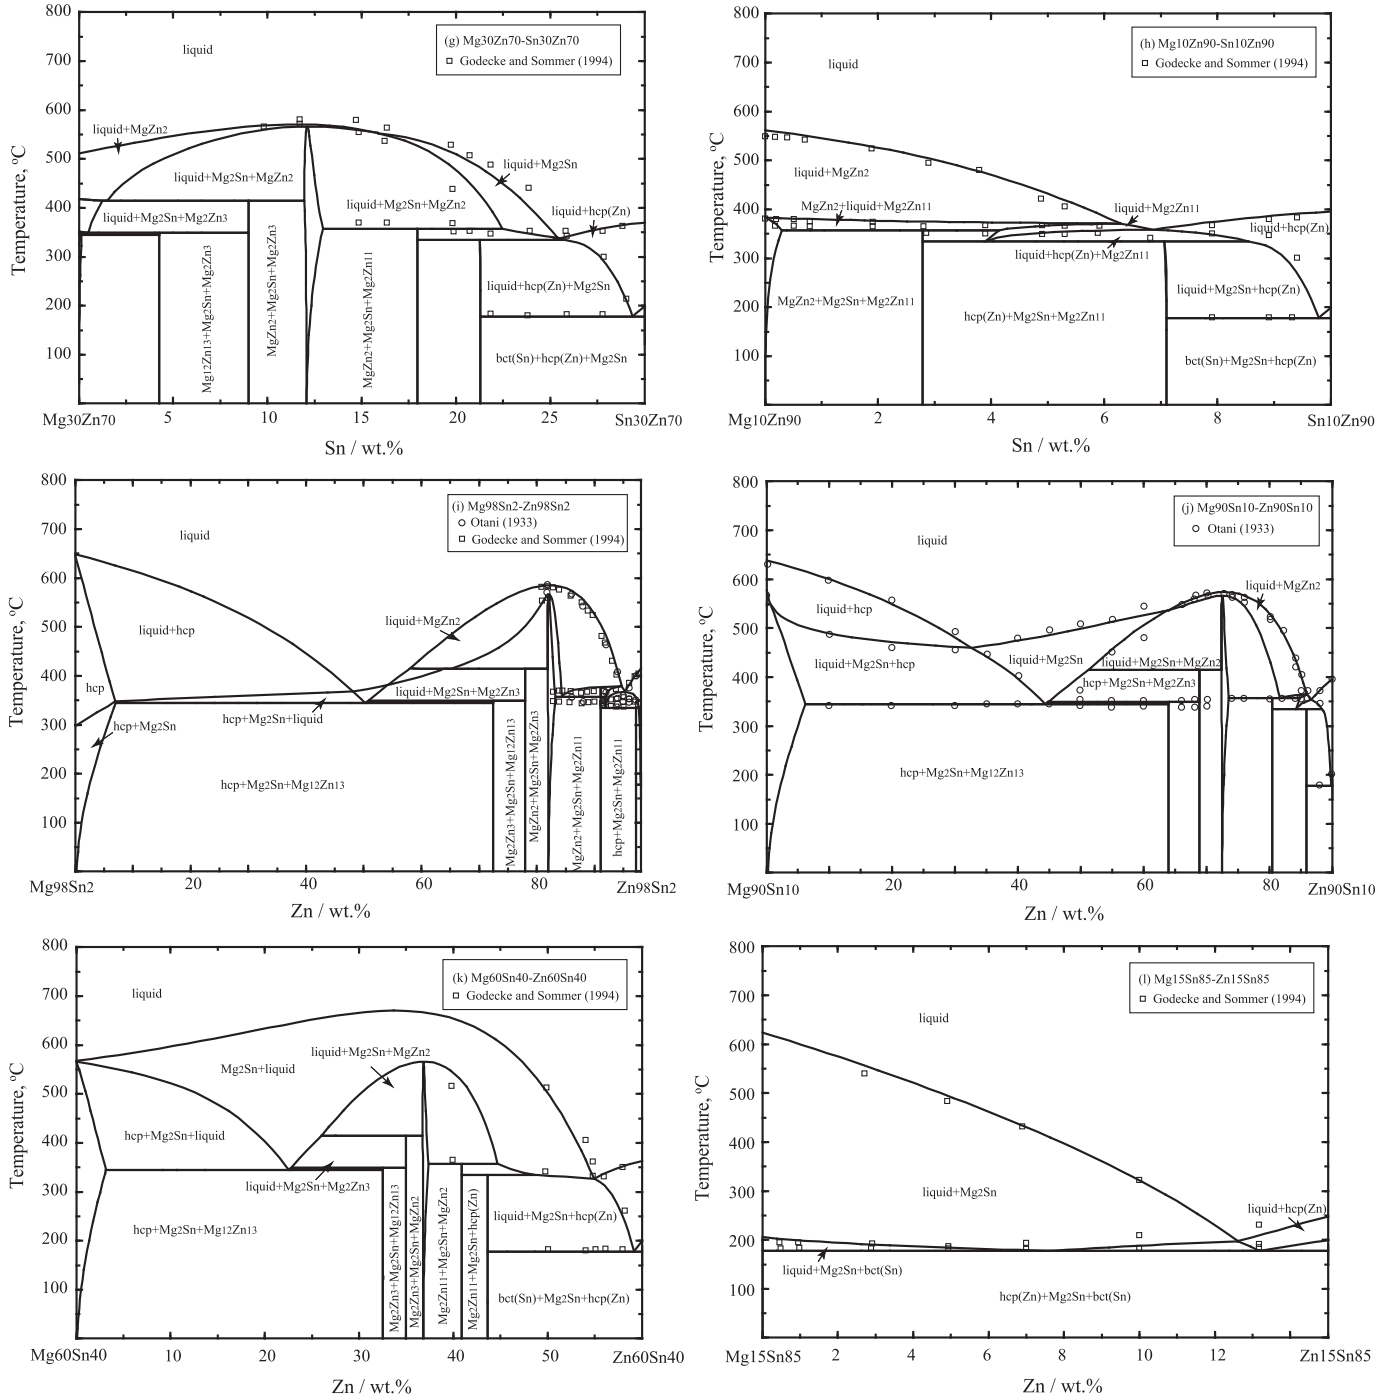 (g) Mg30Zn70-Sn30Zn70
Godecke and Sommer (1994)
liquid
liquid+MgZn2
liquid+Mg2Sn+MgZn2
liquid+Mg2Sn
liquid+Mg2Sn+MgZn2
liquid+hcp(Zn)
liquid+Mg2Sn+Mg2Zn3
Mg12Zn13+Mg2Sn+Mg2Zn3
MgZn2+Mg2Sn+Mg2Zn3
MgZn2+Mg2Sn+Mg2Zn11
liquid+hcp(Zn)+Mg2Sn
bct(Sn)+hcp(Zn)+Mg2Sn
Temperature, ºC
800
700
600
500
400
300
200
100
Mg30Zn70 5 10 15 20 25 Sn30Zn70
Sn / wt.%
(h) Mg10Zn90-Sn10Zn90
Godecke and Sommer (1994)
liquid
liquid+MgZn2
MgZn2+liquid+Mg2Zn11
liquid+Mg2Zn11
liquid+hcp(Zn)
liquid+hcp(Zn)+Mg2Zn11
MgZn2+Mg2Sn+Mg2Zn11
hcp(Zn)+Mg2Sn+Mg2Zn11
liquid+Mg2Sn+hcp(Zn)
bct(Sn)+Mg2Sn+hcp(Zn)
Temperature, ºC
800
700
600
500
400
300
200
100
Mg10Zn90 2 4 6 8 Sn10Zn90
Sn / wt.%
(i) Mg98Sn2-Zn98Sn2
Otani (1933)
Godecke and Sommer (1994)
liquid
liquid+MgZn2
liquid+hcp
hcp
liquid+Mg2Sn+Mg2Zn3
hcp+Mg2Sn+liquid
hcp+Mg2Sn
hcp+Mg2Sn+Mg12Zn13
Mg2Zn3+Mg2Sn+Mg12Zn13
MgZn2+Mg2Sn+Mg2Zn3
MgZn2+Mg2Sn+Mg2Zn11
hcp+Mg2Sn+Mg2Zn11
Temperature, ºC
800
700
600
500
400
300
200
100
Mg98Sn2 20 40 60 80 Zn98Sn2
Zn / wt.%
(j) Mg90Sn10-Zn90Sn10
Otani (1933)
liquid
liquid+MgZn2
liquid+hcp
liquid+Mg2Sn+hcp
liquid+Mg2Sn
liquid+Mg2Sn+MgZn2
hcp+Mg2Sn+Mg2Zn3
hcp+Mg2Sn+Mg12Zn13
Temperature, ºC
800
700
600
500
400
300
200
100
Mg90Sn10 20 40 60 80 Zn90Sn10
Zn / wt.%
(k) Mg60Sn40-Zn60Sn40
Godecke and Sommer (1994)
liquid
liquid+Mg2Sn+MgZn2
Mg2Sn+liquid
hcp+Mg2Sn+liquid
liquid+Mg2Sn+Mg2Zn3
hcp+Mg2Sn+Mg12Zn13
Mg2Zn3+Mg2Sn+Mg12Zn13
Mg2Zn3+Mg2Sn+MgZn2
Mg2Zn11+Mg2Sn+MgZn2
Mg2Zn11+Mg2Sn+hcp(Zn)
liquid+Mg2Sn+hcp(Zn)
bct(Sn)+Mg2Sn+hcp(Zn)
Temperature, ºC
800
700
600
500
400
300
200
100
Mg60Sn40 10 20 30 40 50 Zn60Sn40
Zn / wt.%
(l) Mg15Sn85-Zn15Sn85
Godecke and Sommer (1994)
liquid
liquid+Mg2Sn
liquid+hcp(Zn)
liquid+Mg2Sn+bct(Sn)
hcp(Zn)+Mg2Sn+bct(Sn)
Temperature, ºC
800
700
600
500
400
300
200
100
Mg15Sn85 2 4 6 8 10 12 Zn15Sn85
Zn / wt.%